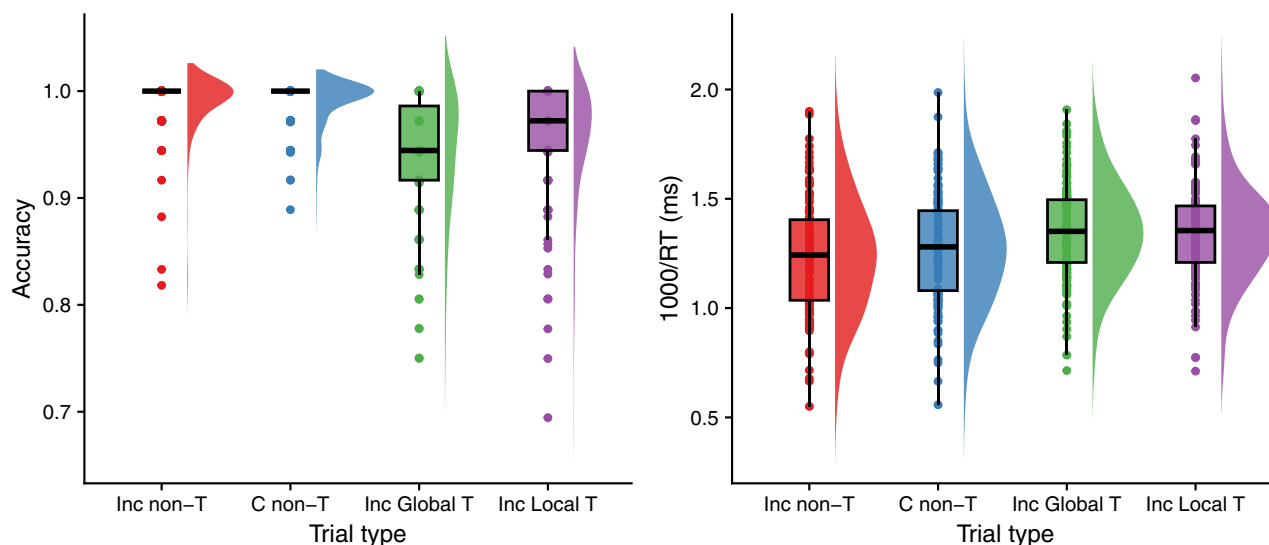 Accuracy
1.0
0.9
0.8
0.7
Inc non−T C non−T Inc Global T Inc Local T
Trial type
1000/RT (ms)
2.0
1.5
1.0
0.5
Inc non−T C non−T Inc Global T Inc Local T
Trial type